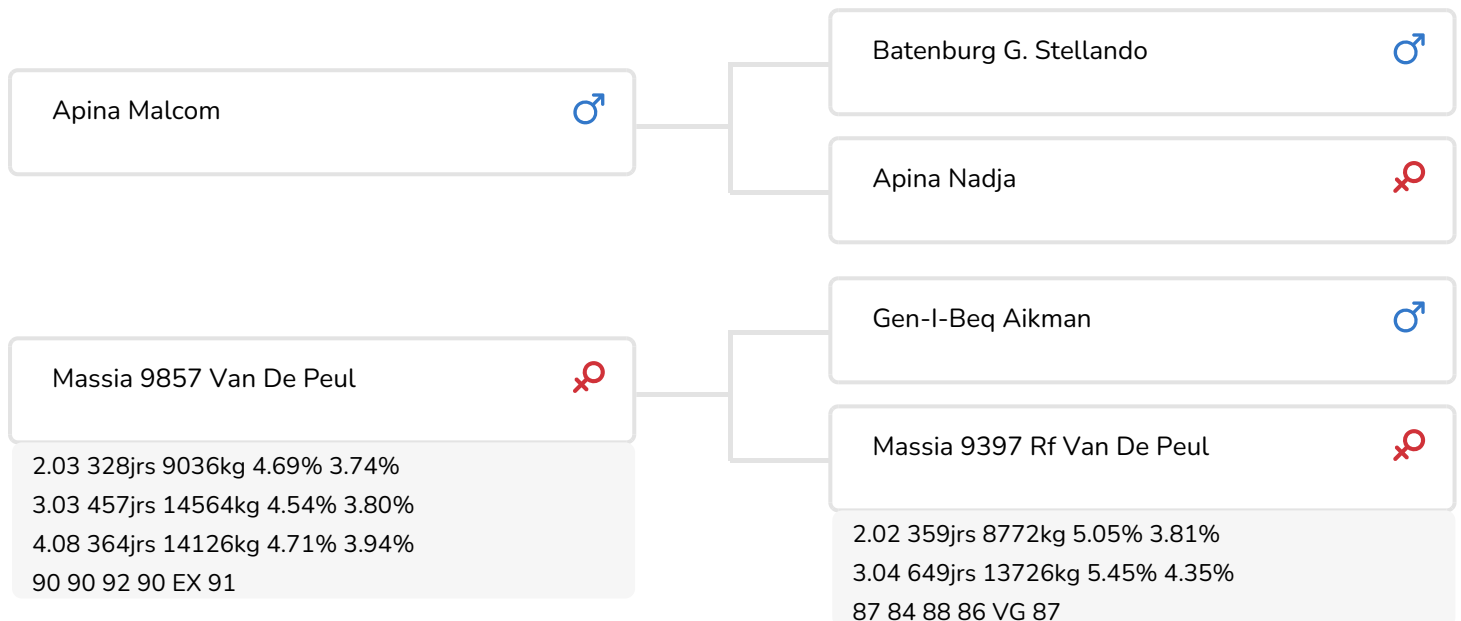 Batenburg G. Stellando
Apina Malcom
Apina Nadja
Gen-I-Beq Aikman
Massia 9857 Van De Peul
2.03 328jrs 9036kg 4.69% 3.74%
3.03 457jrs 14564kg 4.54% 3.80%
4.08 364jrs 14126kg 4.71% 3.94%
90 90 92 90 EX 91
Massia 9397 Rf Van De Peul
2.02 359jrs 8772kg 5.05% 3.81%
3.04 649jrs 13726kg 5.45% 4.35%
87 84 88 86 VG 87